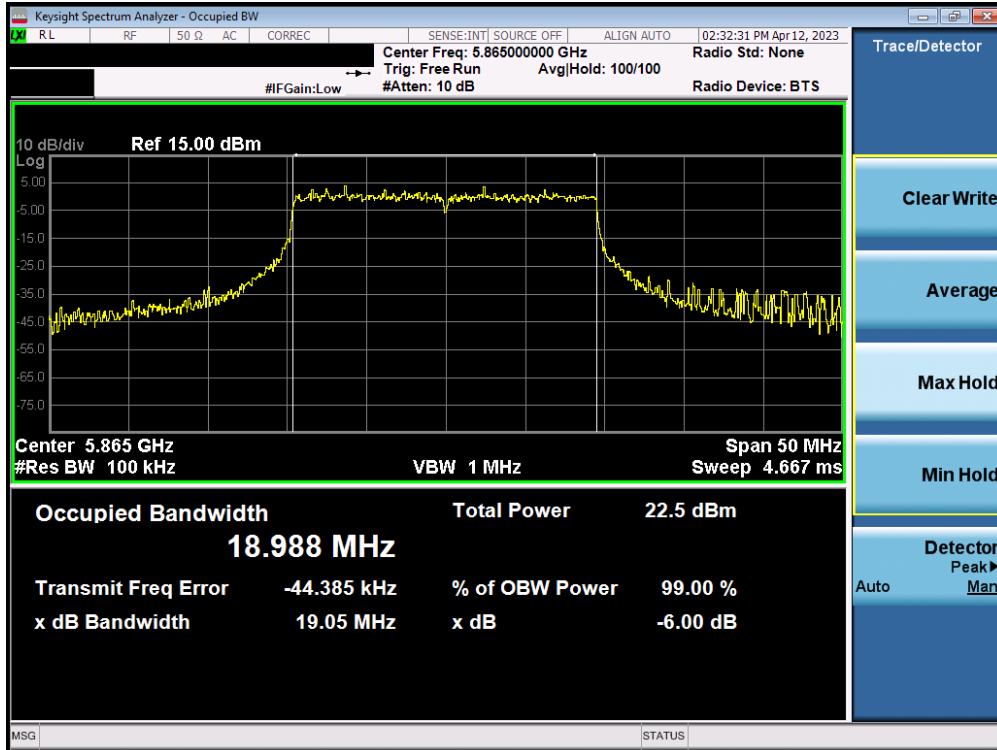 Keysight Spectrum Analyzer - Occupied BW
LXI RL RF 50 Ω AC CORREC SENSE:INT SOURCE OFF ALIGN AUTO 02:32:31 PM Apr 12, 2023
Center Freq: 5.865000000 GHz Radio Std: None
Trig: Free Run Avg|Hold: 100/100
#IFGain:Low #Atten: 10 dB Radio Device: BTS
10 dB/div Ref 15.00 dBm
Log
5.00
-5.00
-15.0
-25.0
-35.0
-45.0
-55.0
-65.0
-75.0
Center 5.865 GHz Span 50 MHz
#Res BW 100 kHz VBW 1 MHz Sweep 4.667 ms
Occupied Bandwidth Total Power 22.5 dBm
18.988 MHz
Transmit Freq Error -44.385 kHz % of OBW Power 99.00 %
x dB Bandwidth 19.05 MHz x dB -6.00 dB
MSG STATUS
Trace/Detector
Clear Write
Average
Max Hold
Min Hold
Detector
Peak▶
Auto Man